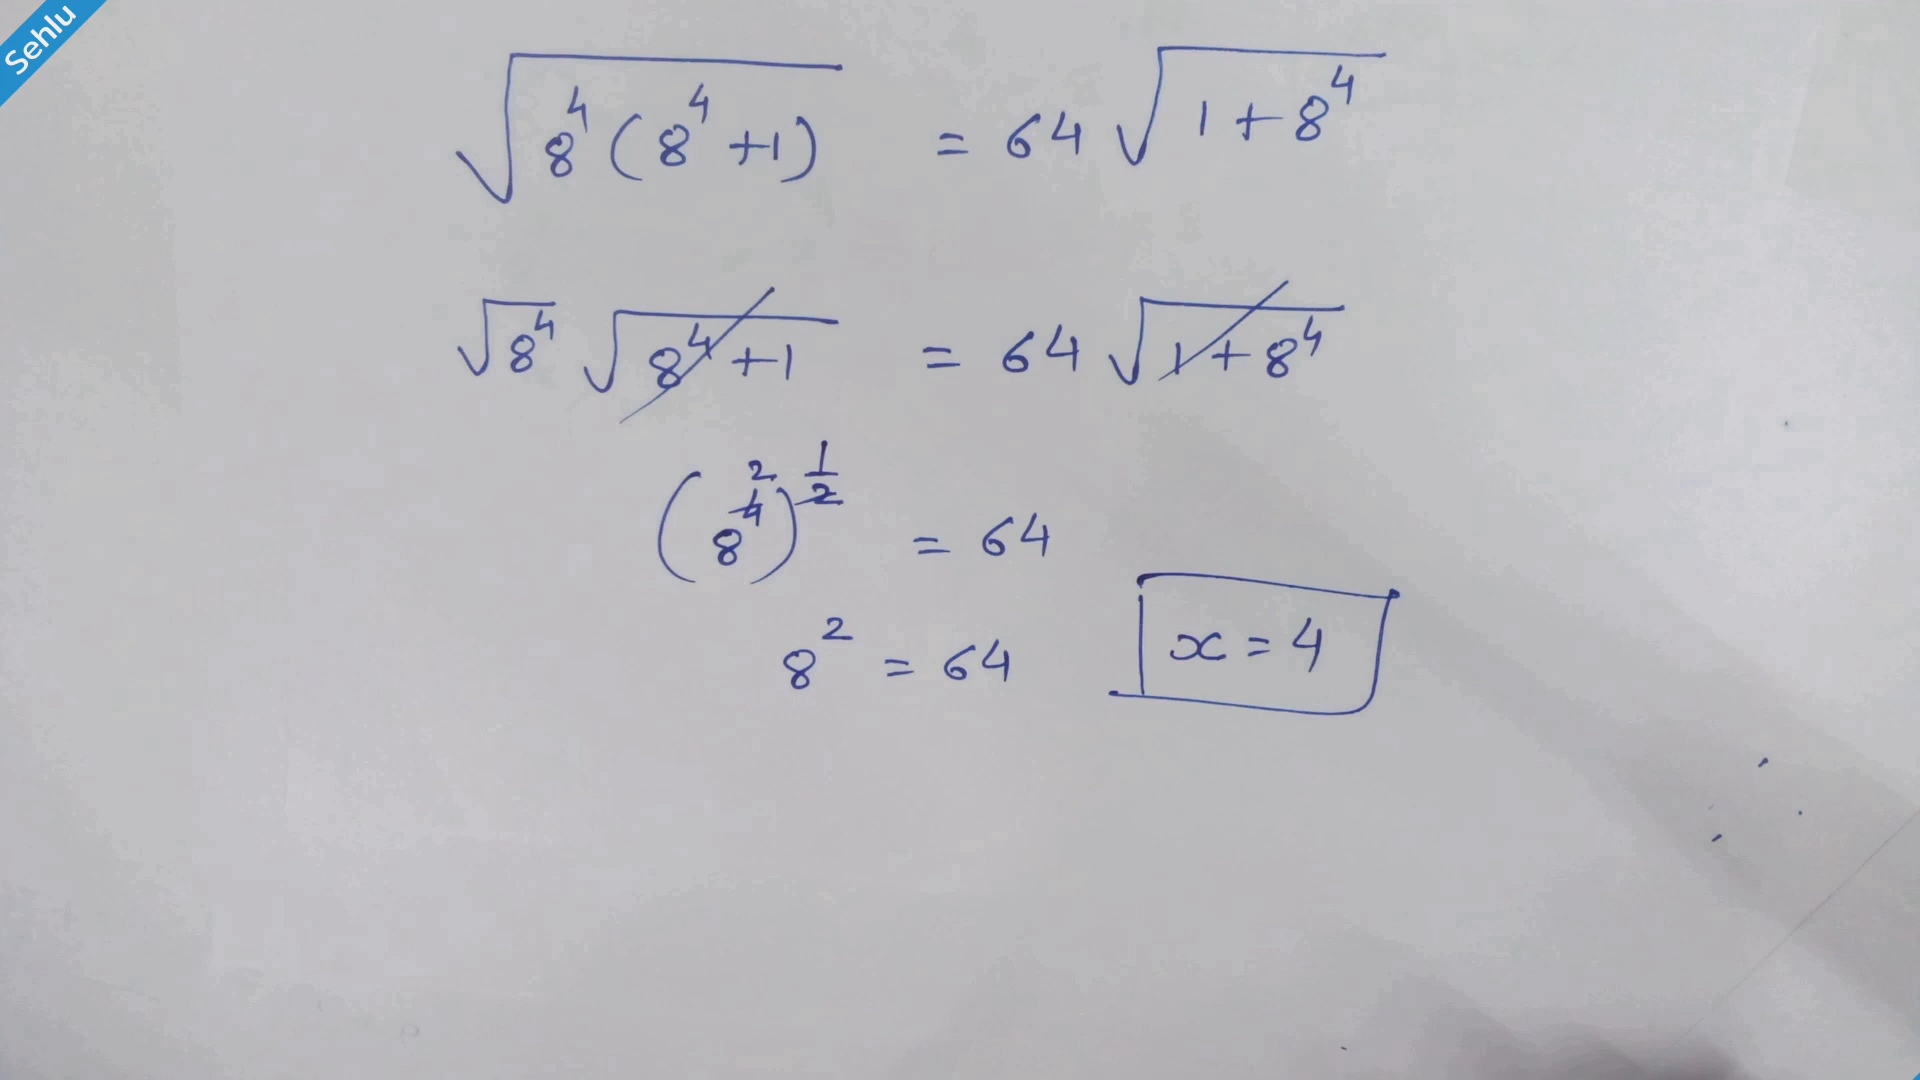 Sehlu
√(8⁴(8⁴+1)) = 64 √(1+8⁴)
√8⁴ √(8⁴+1) = 64 √(1+8⁴)
(8⁴ ²)^(1/2) = 64
8² = 64
x = 4